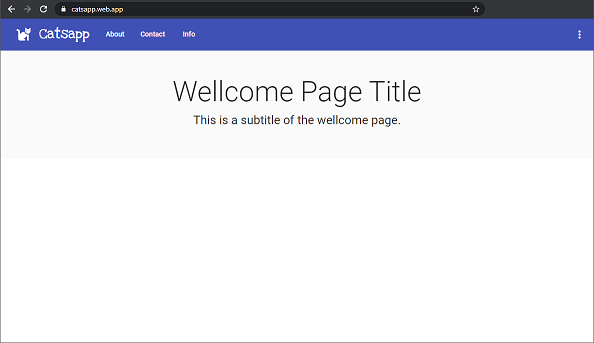 catsapp.web.app
Catsapp About Contact Info
Wellcome Page Title
This is a subtitle of the wellcome page.